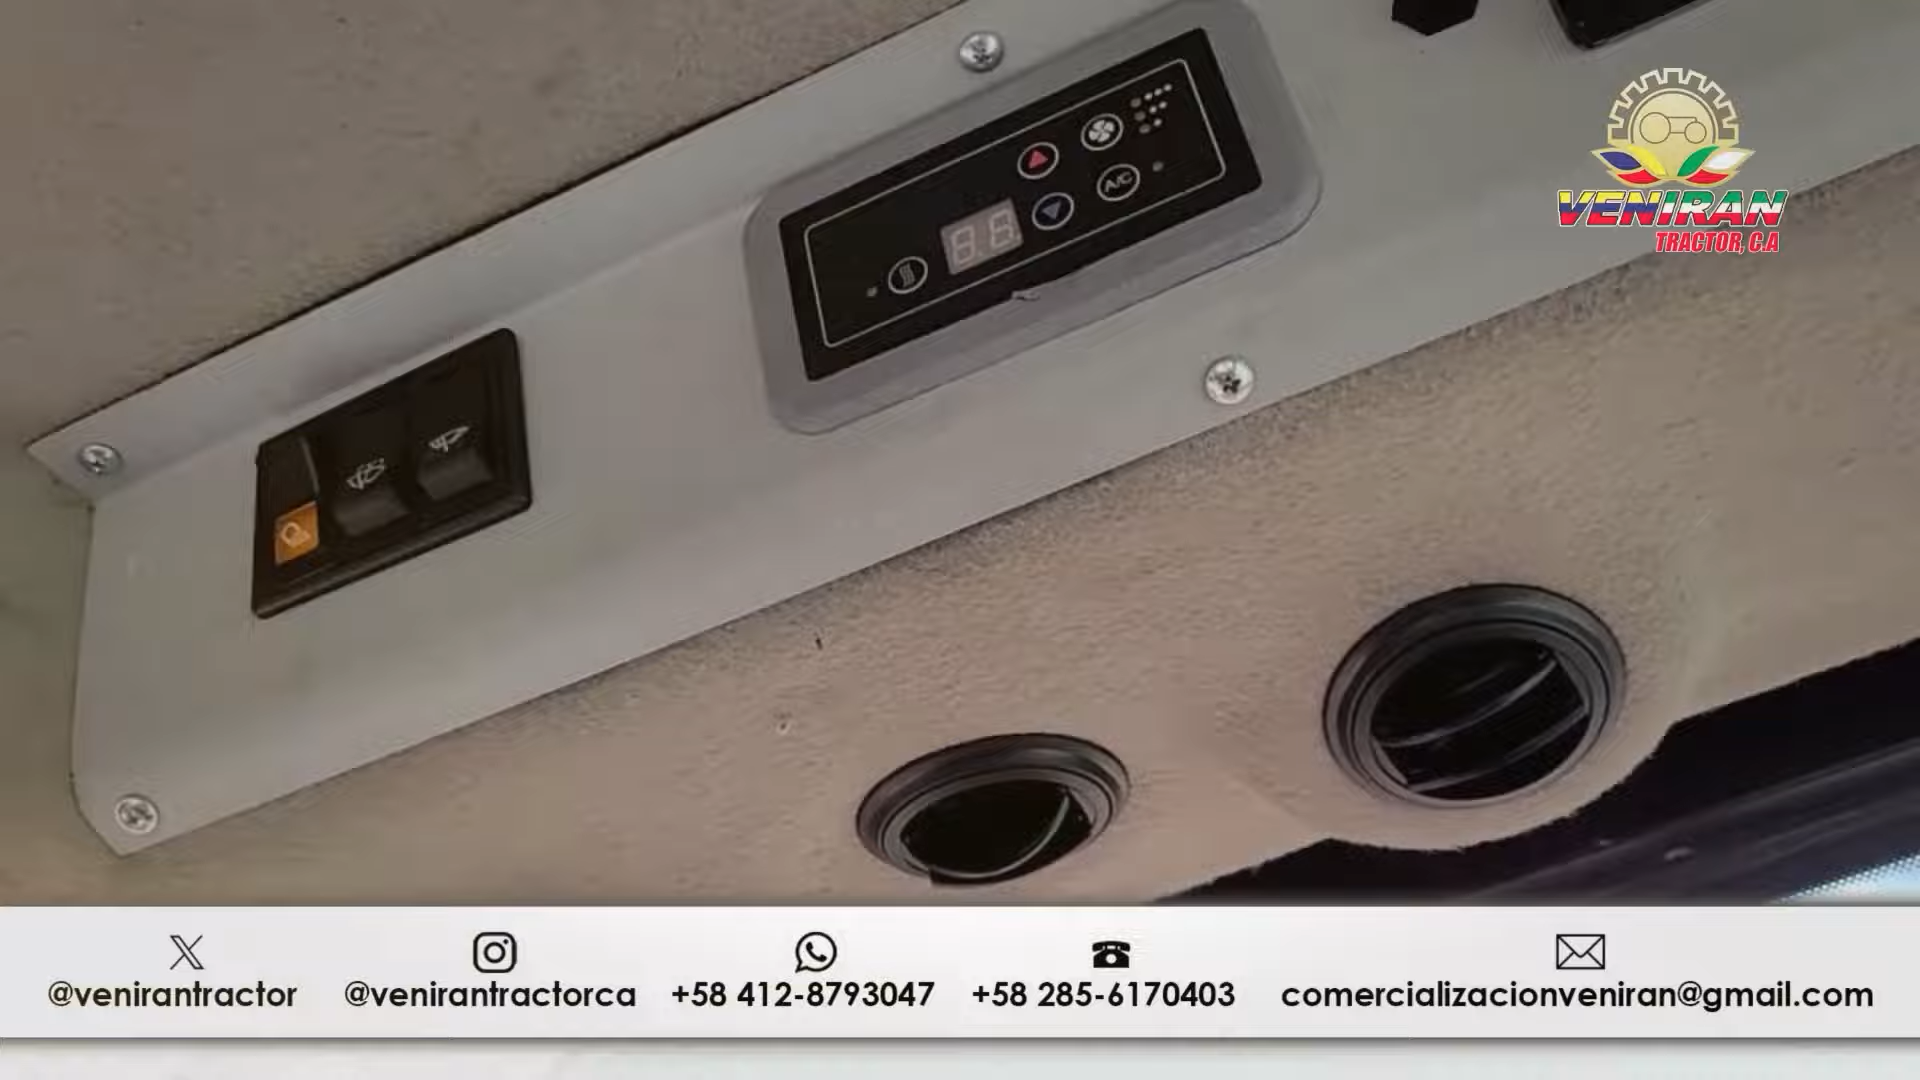 A/C
VENIRAN
TRACTOR, C.A
@venirantractor
@venirantractorca
+58 412-8793047
+58 285-6170403
comercializacionveniran@gmail.com